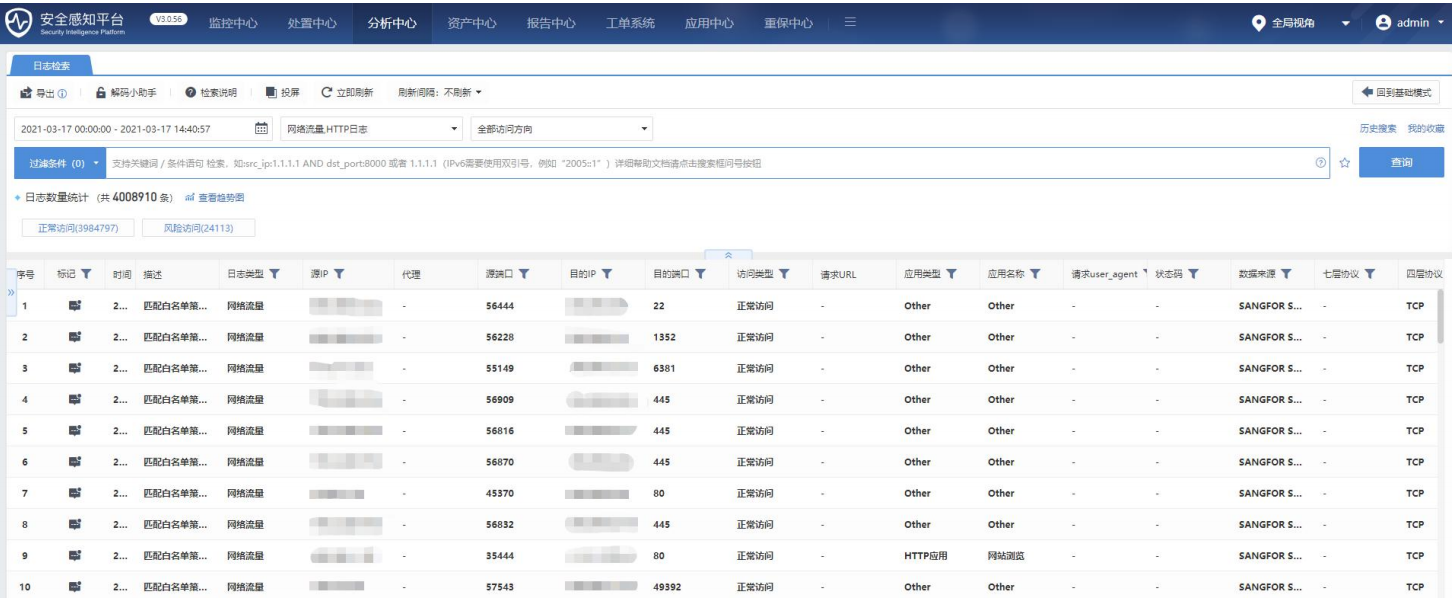 安全感知平台 V3.0.56 监控中心 处置中心 分析中心 资产中心 报告中心 工单系统 应用中心 重保中心 全局视角 admin
Security Intelligence Platform
日志检索
导出 解码小助手 检索说明 投屏 立即刷新 刷新间隔：不刷新 回到基础模式
2021-03-17 00:00:00 - 2021-03-17 14:40:57 网络流量,HTTP日志 全部访问方向 历史搜索 我的收藏
过滤条件 (0) 支持关键词 / 条件语句 检索，如:src_ip:1.1.1.1 AND dst_port:8000 或者 1.1.1.1（IPv6需要使用双引号，例如“2005::1”）详细帮助文档请点击搜索框问号按钮 查询
日志数量统计 （共 4008910 条） 查看趋势图
正常访问(3984797) 风险访问(24113)
序号 标记 时间 描述 日志类型 源IP 代理 源端口 目的IP 目的端口 访问类型 请求URL 应用类型 应用名称 请求user_agent 状态码 数据来源 七层协议 四层协议
1 2... 匹配白名单策... 网络流量 - 56444 22 正常访问 - Other Other - - SANGFOR S... - TCP
2 2... 匹配白名单策... 网络流量 - 56228 1352 正常访问 - Other Other - - SANGFOR S... - TCP
3 2... 匹配白名单策... 网络流量 - 55149 6381 正常访问 - Other Other - - SANGFOR S... - TCP
4 2... 匹配白名单策... 网络流量 - 56909 445 正常访问 - Other Other - - SANGFOR S... - TCP
5 2... 匹配白名单策... 网络流量 - 56816 445 正常访问 - Other Other - - SANGFOR S... - TCP
6 2... 匹配白名单策... 网络流量 - 56870 445 正常访问 - Other Other - - SANGFOR S... - TCP
7 2... 匹配白名单策... 网络流量 - 45370 80 正常访问 - Other Other - - SANGFOR S... - TCP
8 2... 匹配白名单策... 网络流量 - 56832 445 正常访问 - Other Other - - SANGFOR S... - TCP
9 2... 匹配白名单策... 网络流量 - 35444 80 正常访问 - HTTP应用 网站浏览 - - SANGFOR S... - TCP
10 2... 匹配白名单策... 网络流量 - 57543 49392 正常访问 - Other Other - - SANGFOR S... - TCP